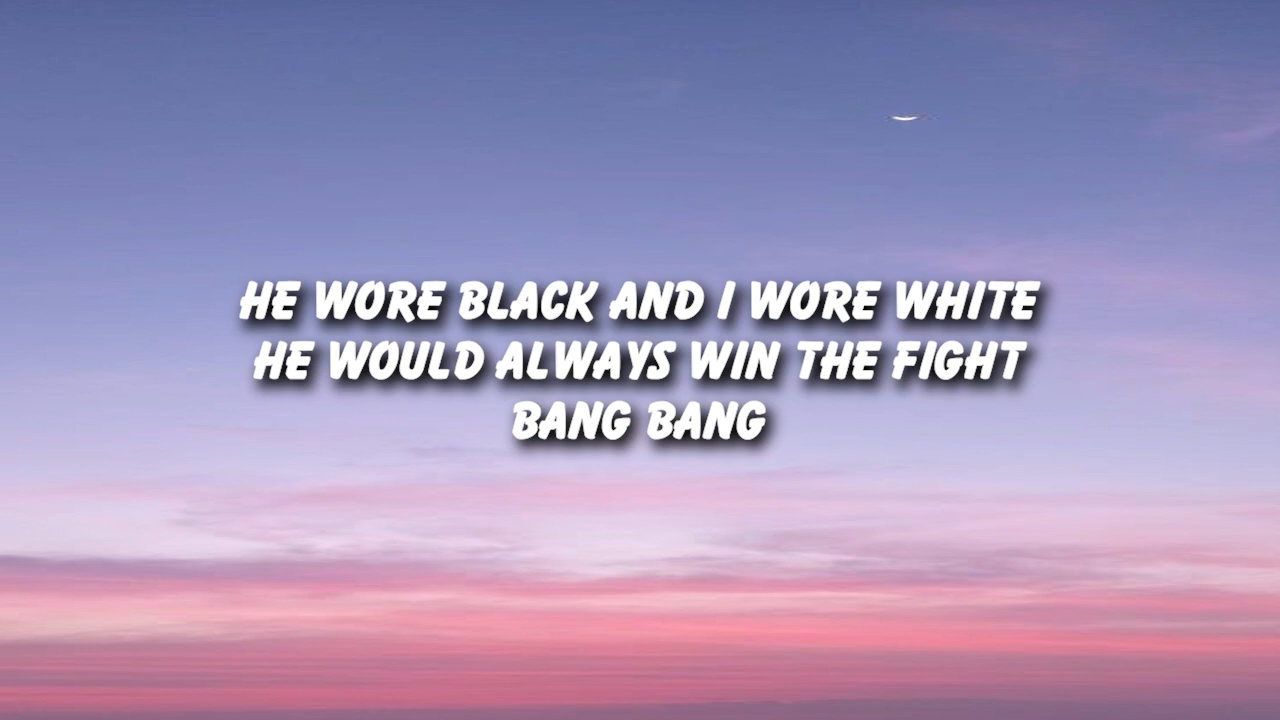 HE WORE BLACK AND I WORE WHITE
HE WOULD ALWAYS WIN THE FIGHT
BANG BANG